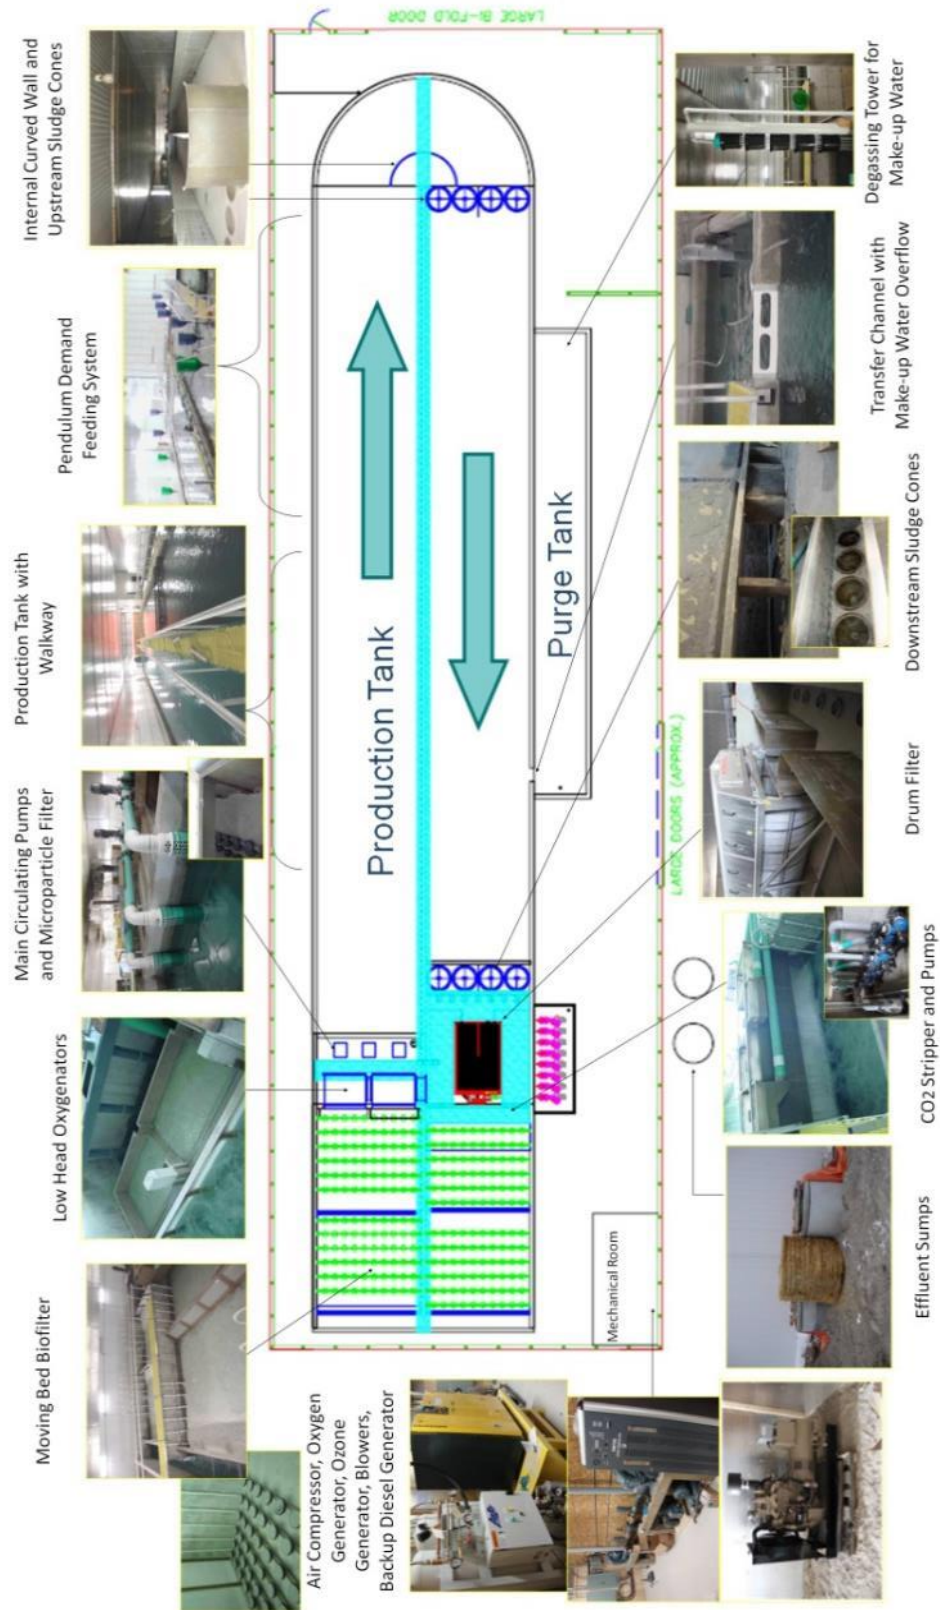 Moving Bed Biofilter
Low Head Oxygenators
Main Circulating Pumps
and Microparticle Filter
Production Tank with
Walkway
Pendulum Demand
Feeding System
Internal Curved Wall and
Upstream Sludge Cones
Air Compressor, Oxygen
Generator, Ozone
Generator, Blowers,
Backup Diesel Generator
Production Tank
Purge Tank
LARGE BI-FOLD DOOR
LARGE DOORS (APPROX.)
Mechanical Room
Effluent Sumps
CO2 Stripper and Pumps
Drum Filter
Downstream Sludge Cones
Transfer Channel with
Make-up Water Overflow
Degassing Tower for
Make-up Water